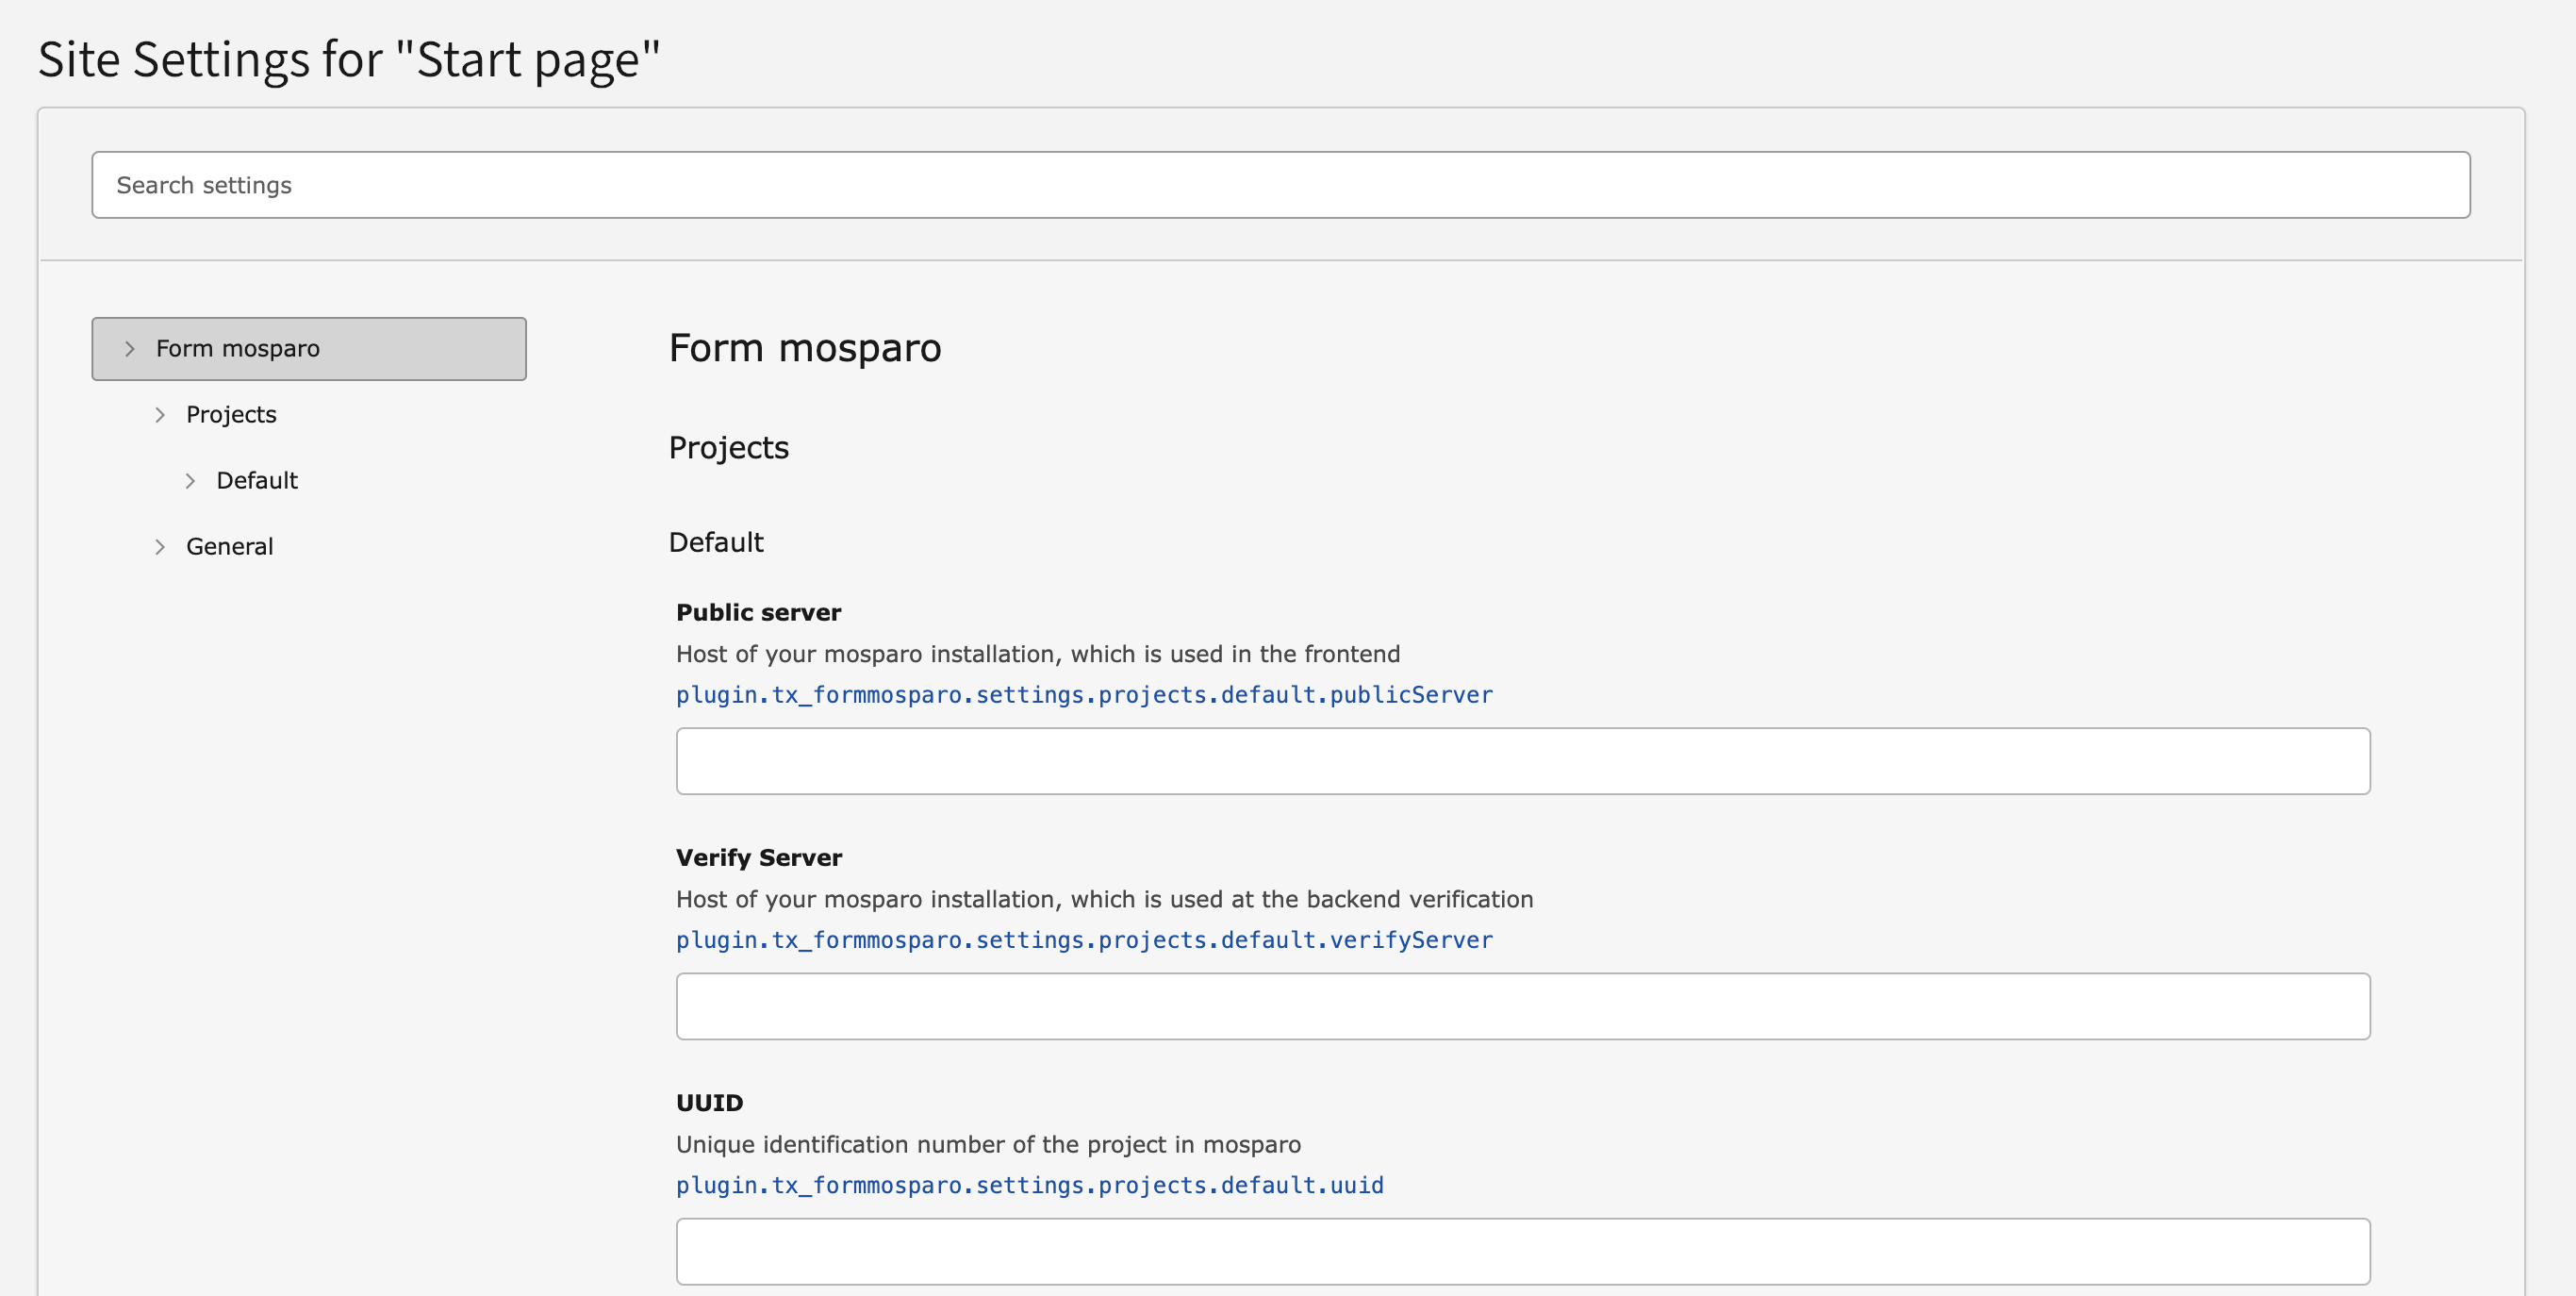 Site Settings for "Start page"
Search settings
Form mosparo
Projects
Default
General
Form mosparo
Projects
Default
Public server
Host of your mosparo installation, which is used in the frontend
plugin.tx_formmosparo.settings.projects.default.publicServer
Verify Server
Host of your mosparo installation, which is used at the backend verification
plugin.tx_formmosparo.settings.projects.default.verifyServer
UUID
Unique identification number of the project in mosparo
plugin.tx_formmosparo.settings.projects.default.uuid